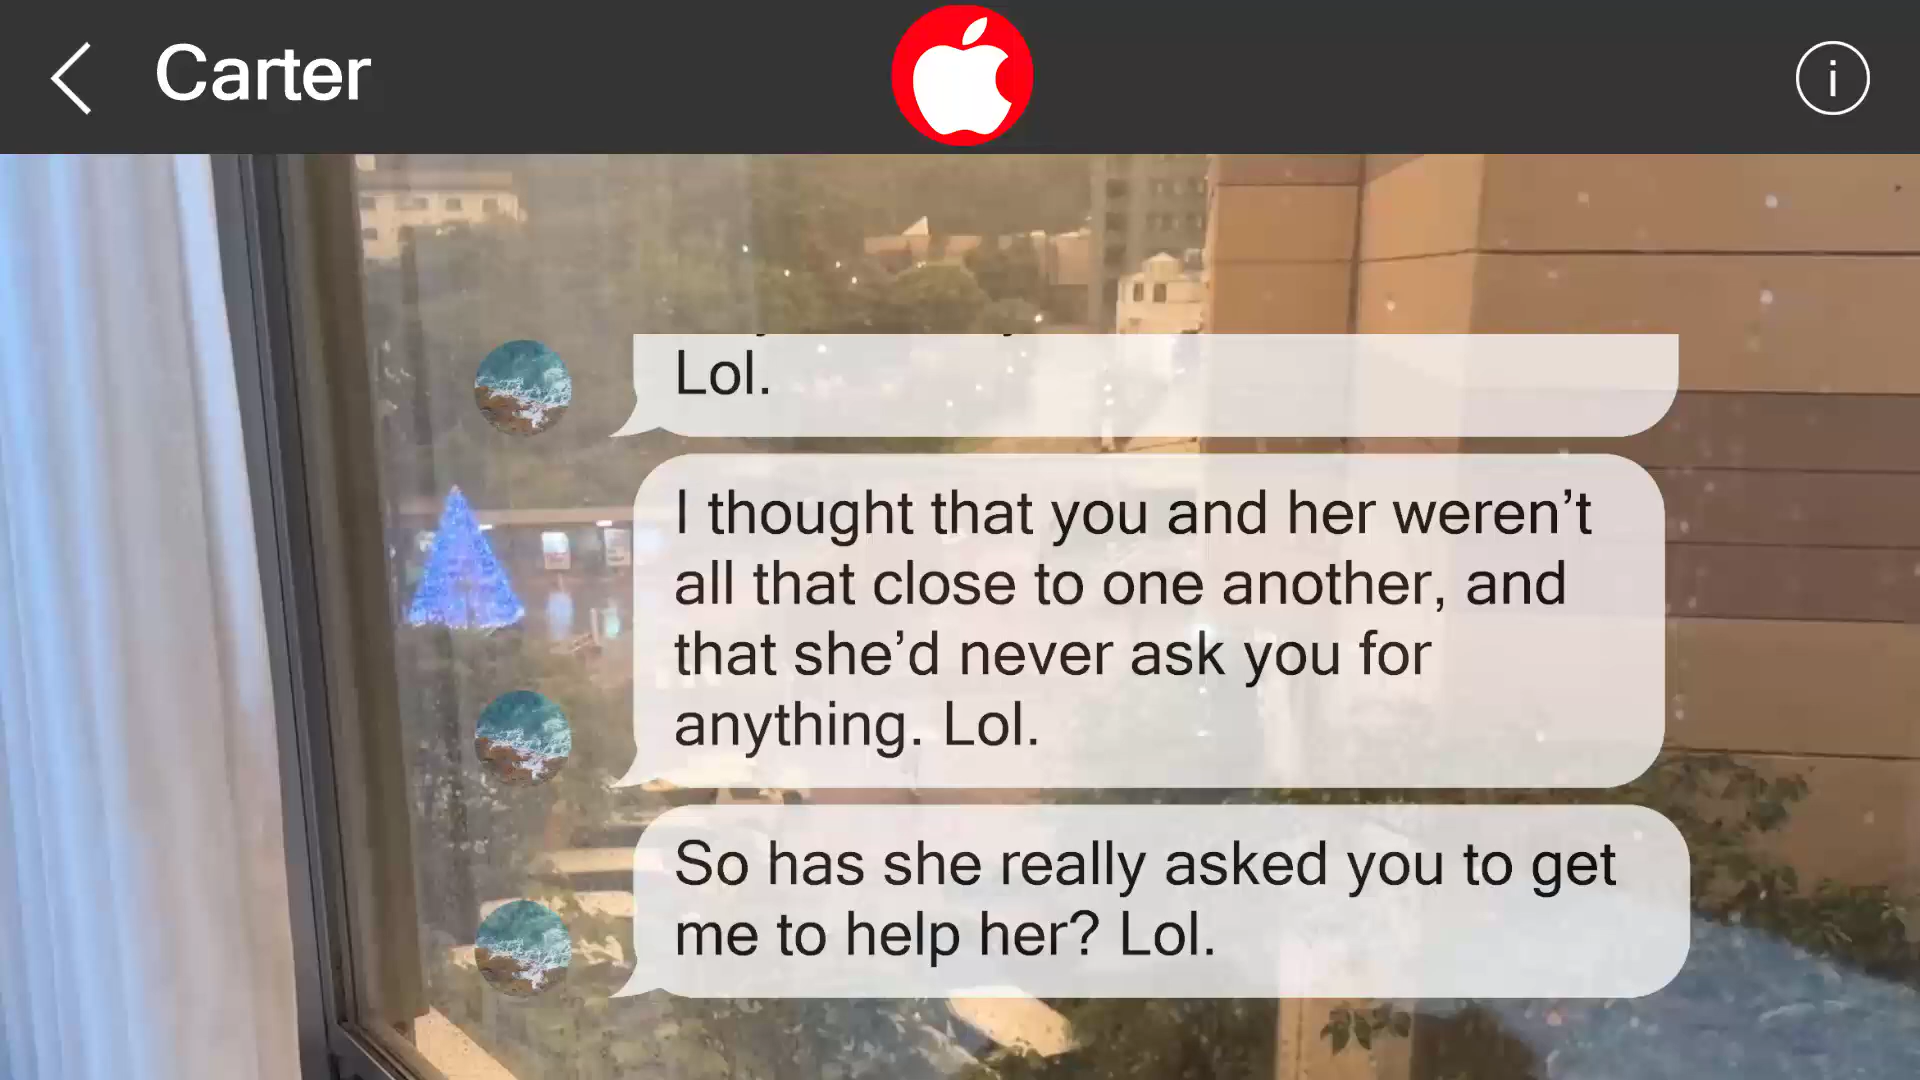 Carter
Lol.
I thought that you and her weren’t
all that close to one another, and
that she’d never ask you for
anything. Lol.
So has she really asked you to get
me to help her? Lol.